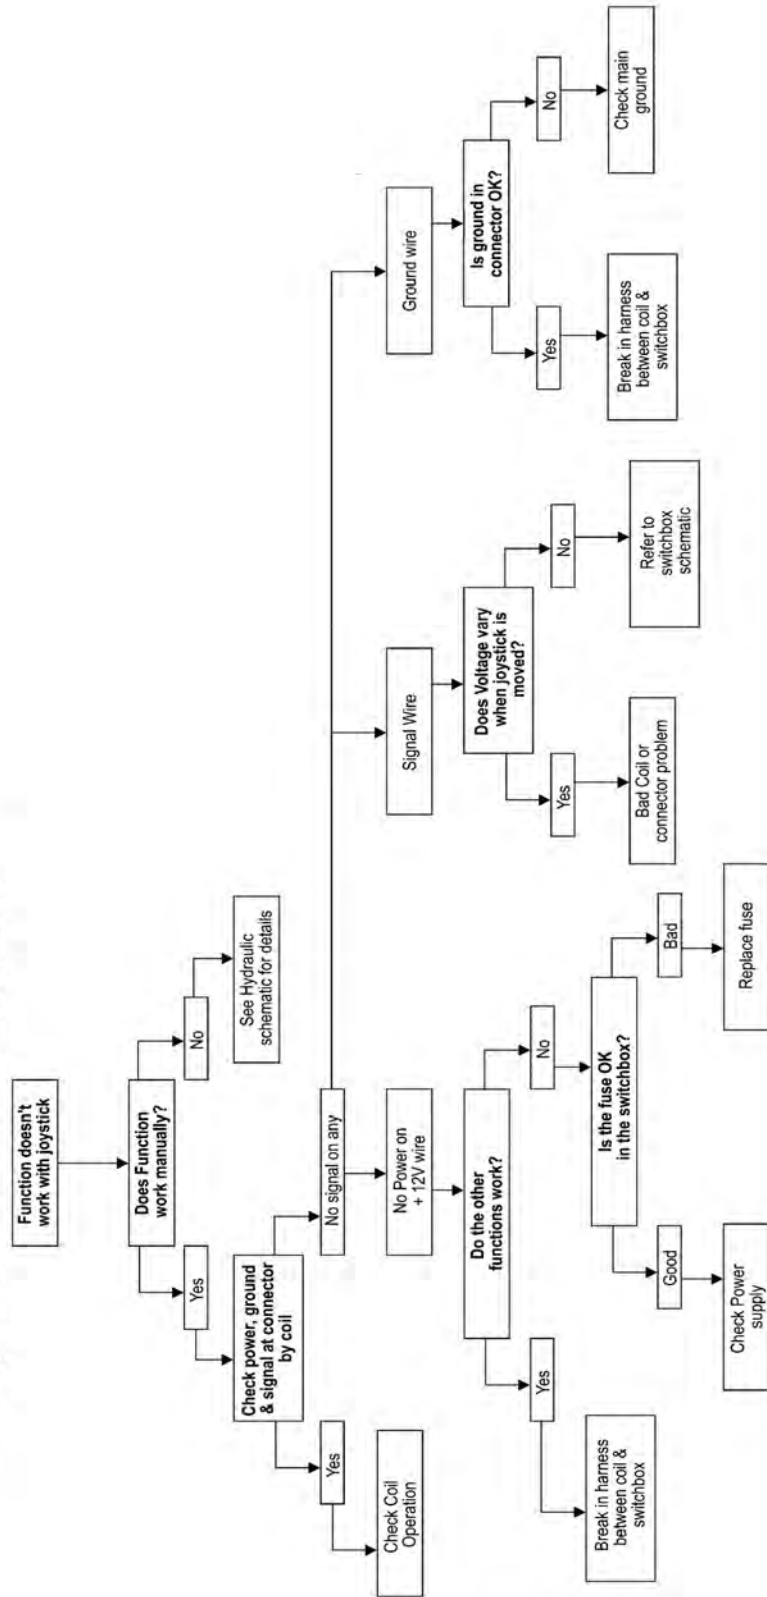 Function doesn't
work with joystick
Does Function
work manually?
Yes
No
Check power, ground
& signal at connector
by coil
See Hydraulic
schematic for details
Yes
No signal on any
Check Coil
Operation
No Power on
+ 12V wire
Signal Wire
Ground wire
Do the other
functions work?
Does Voltage vary
when joystick is
moved?
Is ground in
connector OK?
Yes
No
Yes
No
Yes
No
Break in harness
between coil &
switchbox
Is the fuse OK
in the switchbox?
Bad Coil or
connector problem
Refer to
switchbox
schematic
Break in harness
between coil &
switchbox
Check main
ground
Good
Bad
Check Power
supply
Replace fuse